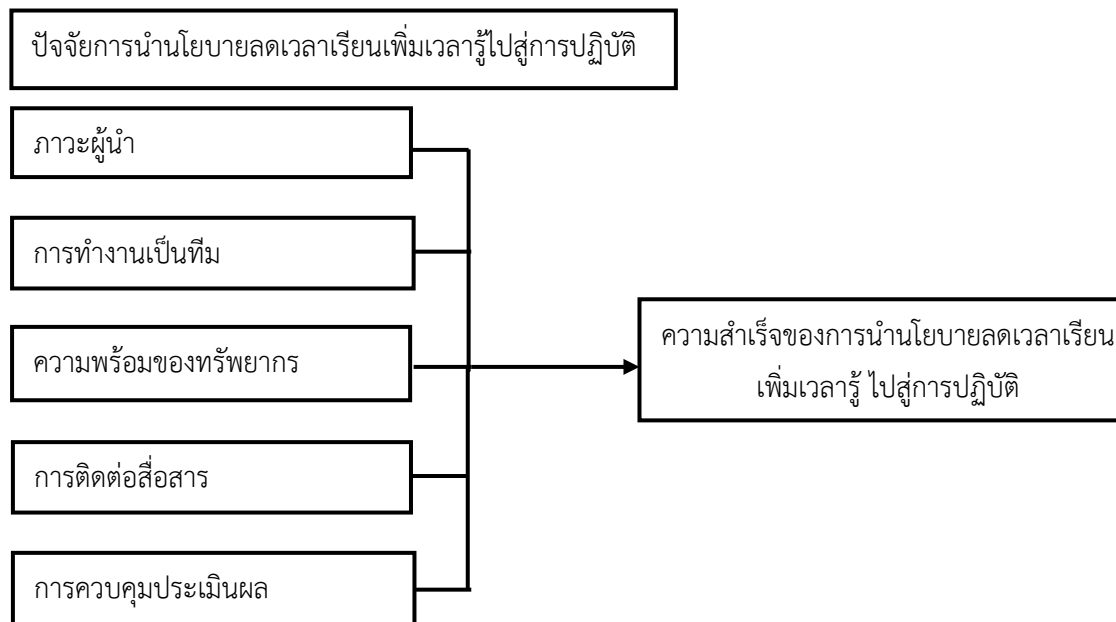 ปัจจัยการนำนโยบายลดเวลาเรียนเพิ่มเวลารู้ไปสู่การปฏิบัติ
ภาวะผู้นำ
การทำงานเป็นทีม
ความพร้อมของทรัพยากร
การติดต่อสื่อสาร
การควบคุมประเมินผล
ความสำเร็จของการนำนโยบายลดเวลาเรียน
เพิ่มเวลารู้ ไปสู่การปฏิบัติ